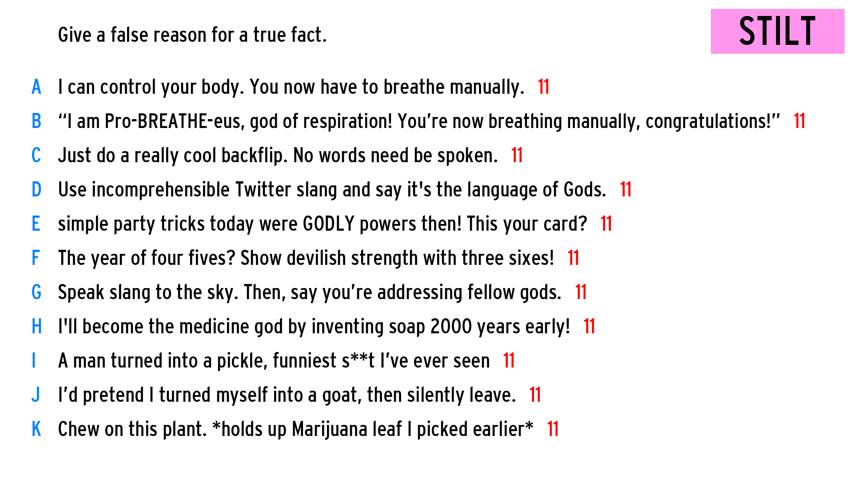 Give a false reason for a true fact.
STILT
A I can control your body. You now have to breathe manually. 11
B “I am Pro-BREATHE-eus, god of respiration! You’re now breathing manually, congratulations!” 11
C Just do a really cool backflip. No words need be spoken. 11
D Use incomprehensible Twitter slang and say it's the language of Gods. 11
E simple party tricks today were GODLY powers then! This your card? 11
F The year of four fives? Show devilish strength with three sixes! 11
G Speak slang to the sky. Then, say you’re addressing fellow gods. 11
H I'll become the medicine god by inventing soap 2000 years early! 11
I A man turned into a pickle, funniest s**t I’ve ever seen 11
J I’d pretend I turned myself into a goat, then silently leave. 11
K Chew on this plant. *holds up Marijuana leaf I picked earlier* 11